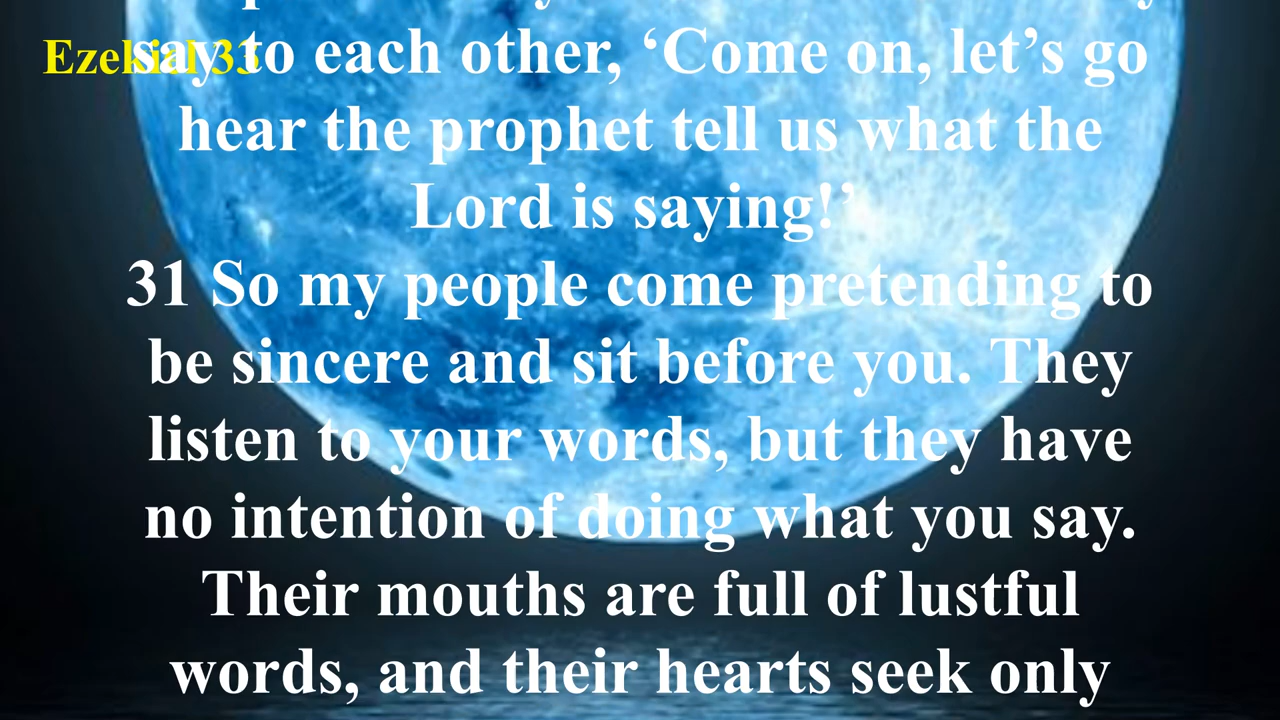 Ezekiel 33
say to each other, ‘Come on, let’s go
hear the prophet tell us what the
Lord is saying!’
31 So my people come pretending to
be sincere and sit before you. They
listen to your words, but they have
no intention of doing what you say.
Their mouths are full of lustful
words, and their hearts seek only